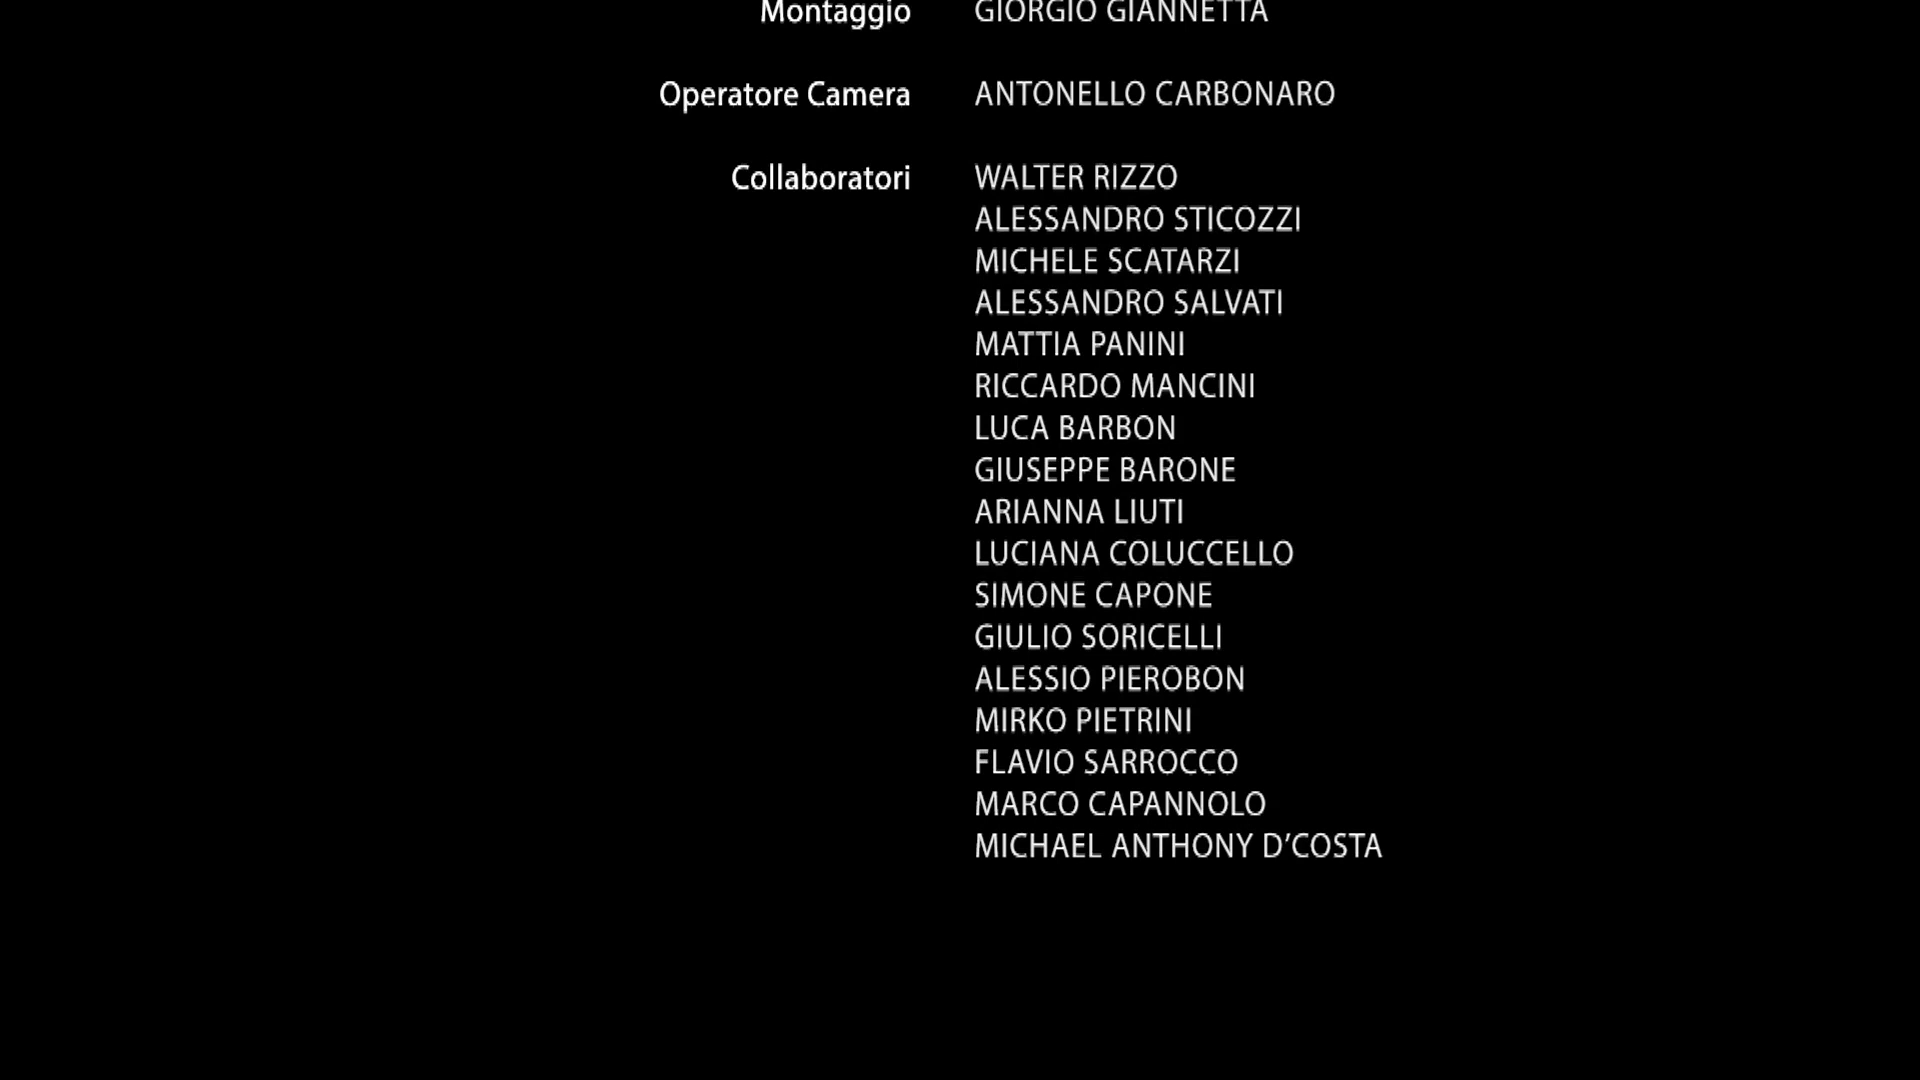 Montaggio GIORGIO GIANNETTA
Operatore Camera ANTONELLO CARBONARO
Collaboratori WALTER RIZZO
ALESSANDRO STICOZZI
MICHELE SCATARZI
ALESSANDRO SALVATI
MATTIA PANINI
RICCARDO MANCINI
LUCA BARBON
GIUSEPPE BARONE
ARIANNA LIUTI
LUCIANA COLUCCELLO
SIMONE CAPONE
GIULIO SORICELLI
ALESSIO PIEROBON
MIRKO PIETRINI
FLAVIO SARROCCO
MARCO CAPANNOLO
MICHAEL ANTHONY D’COSTA